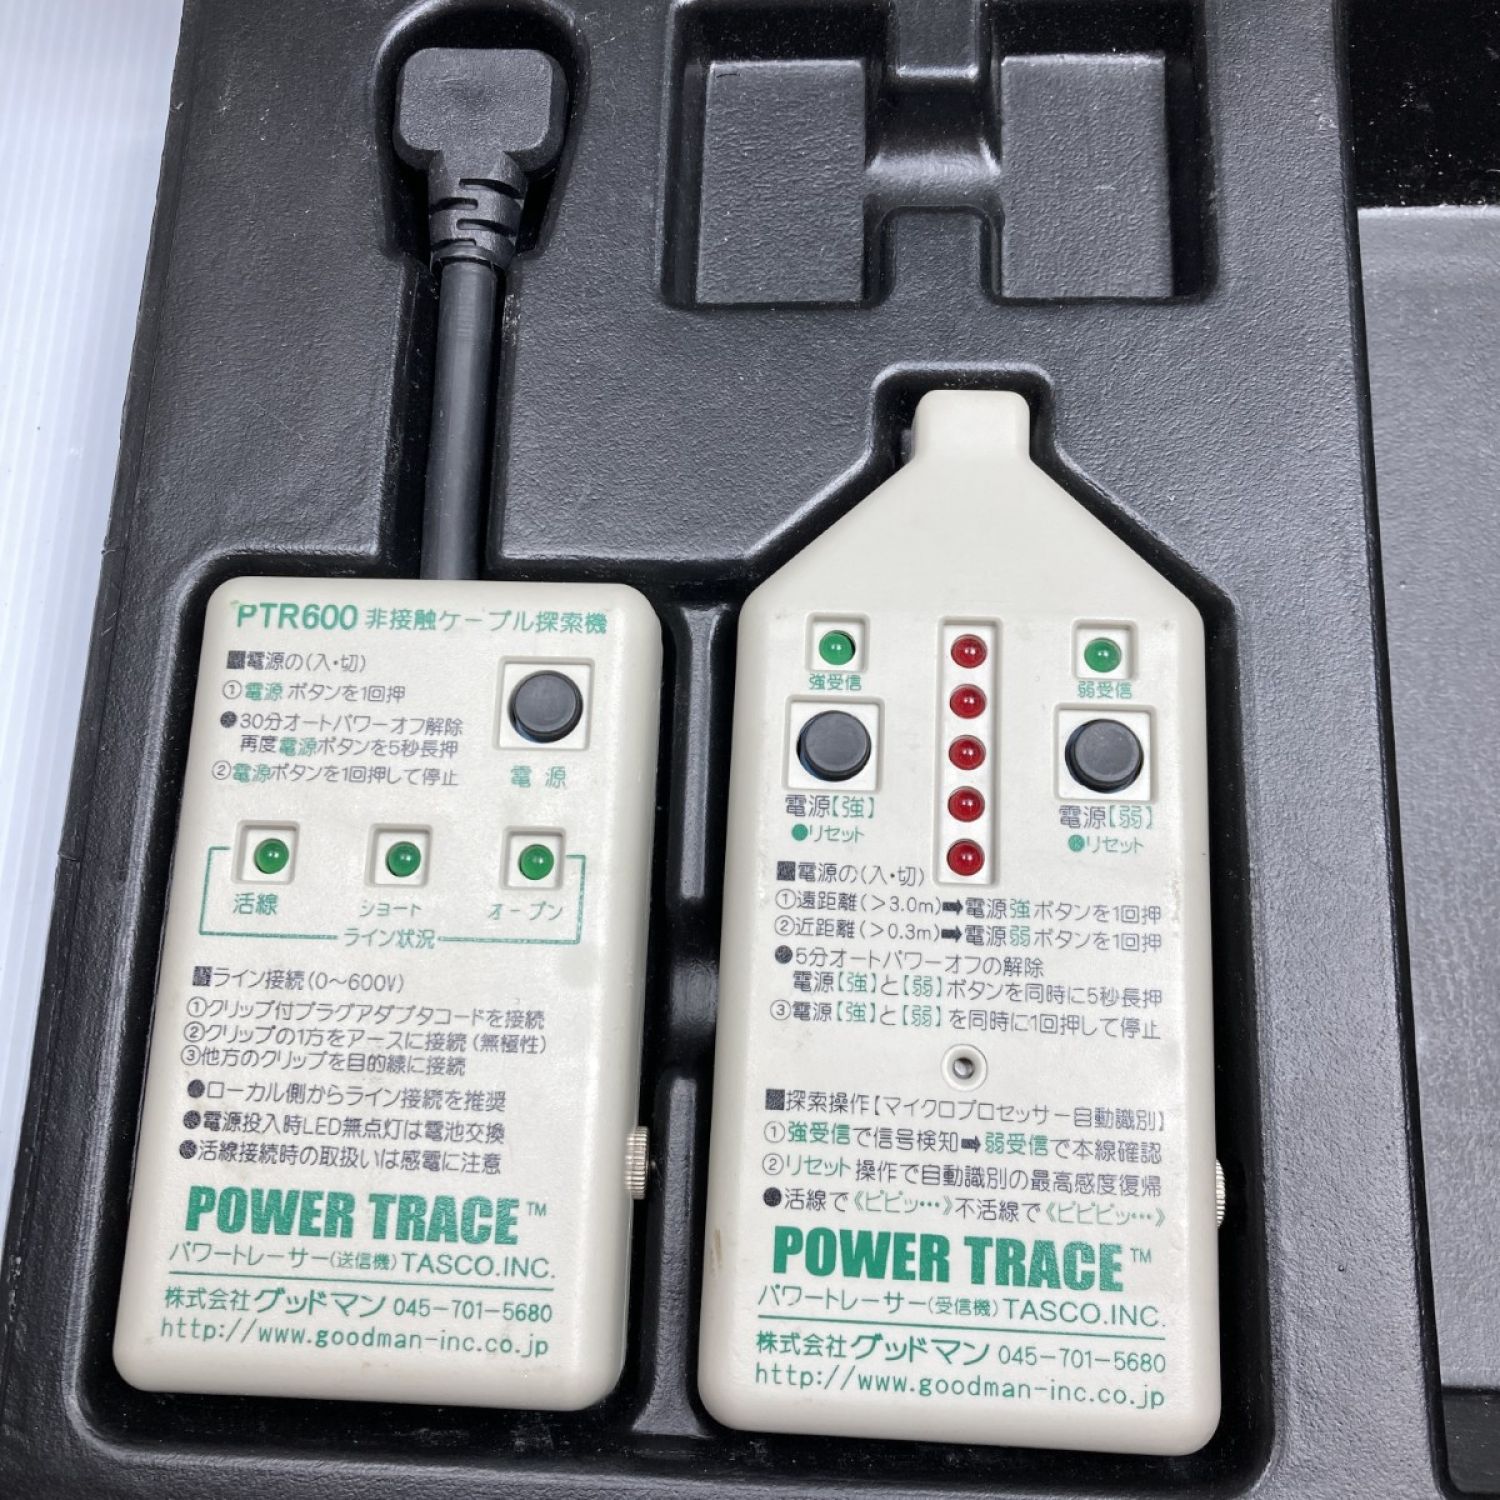 PTR600 非接触ケーブル探索機
■電源の(入・切)
①電源 ボタンを1回押
●30分オートパワーオフ解除
再度電源ボタンを5秒長押
②電源ボタンを1回押して停止
電 源
活線 ショート オープン
ライン状況
■ライン接続(0～600V)
①クリップ付プラグアダプタコードを接続
②クリップの1方をアースに接続(無極性)
③他方のクリップを目的線に接続
●ローカル側からライン接続を推奨
●電源投入時LED無点灯は電池交換
●活線接続時の取扱いは感電に注意
POWER TRACE™
パワートレーサー(送信機) TASCO.INC.
株式会社グッドマン 045-701-5680
http://www.goodman-inc.co.jp
強受信 弱受信
電源【強】 電源【弱】
●リセット ●リセット
■電源の(入・切)
①遠距離(>3.0m)➡電源強ボタンを1回押
②近距離(>0.3m)➡電源弱ボタンを1回押
●5分オートパワーオフの解除
電源【強】と【弱】ボタンを同時に5秒長押
③電源【強】と【弱】を同時に1回押して停止
■探索操作【マイクロプロセッサー自動識別】
①強受信で信号検知➡弱受信で本線確認
②リセット操作で自動識別の最高感度復帰
●活線で《ピピッ…》不活線で《ピピピッ…》
POWER TRACE™
パワートレーサー(受信機) TASCO.INC.
株式会社グッドマン 045-701-5680
http://www.goodman-inc.co.jp